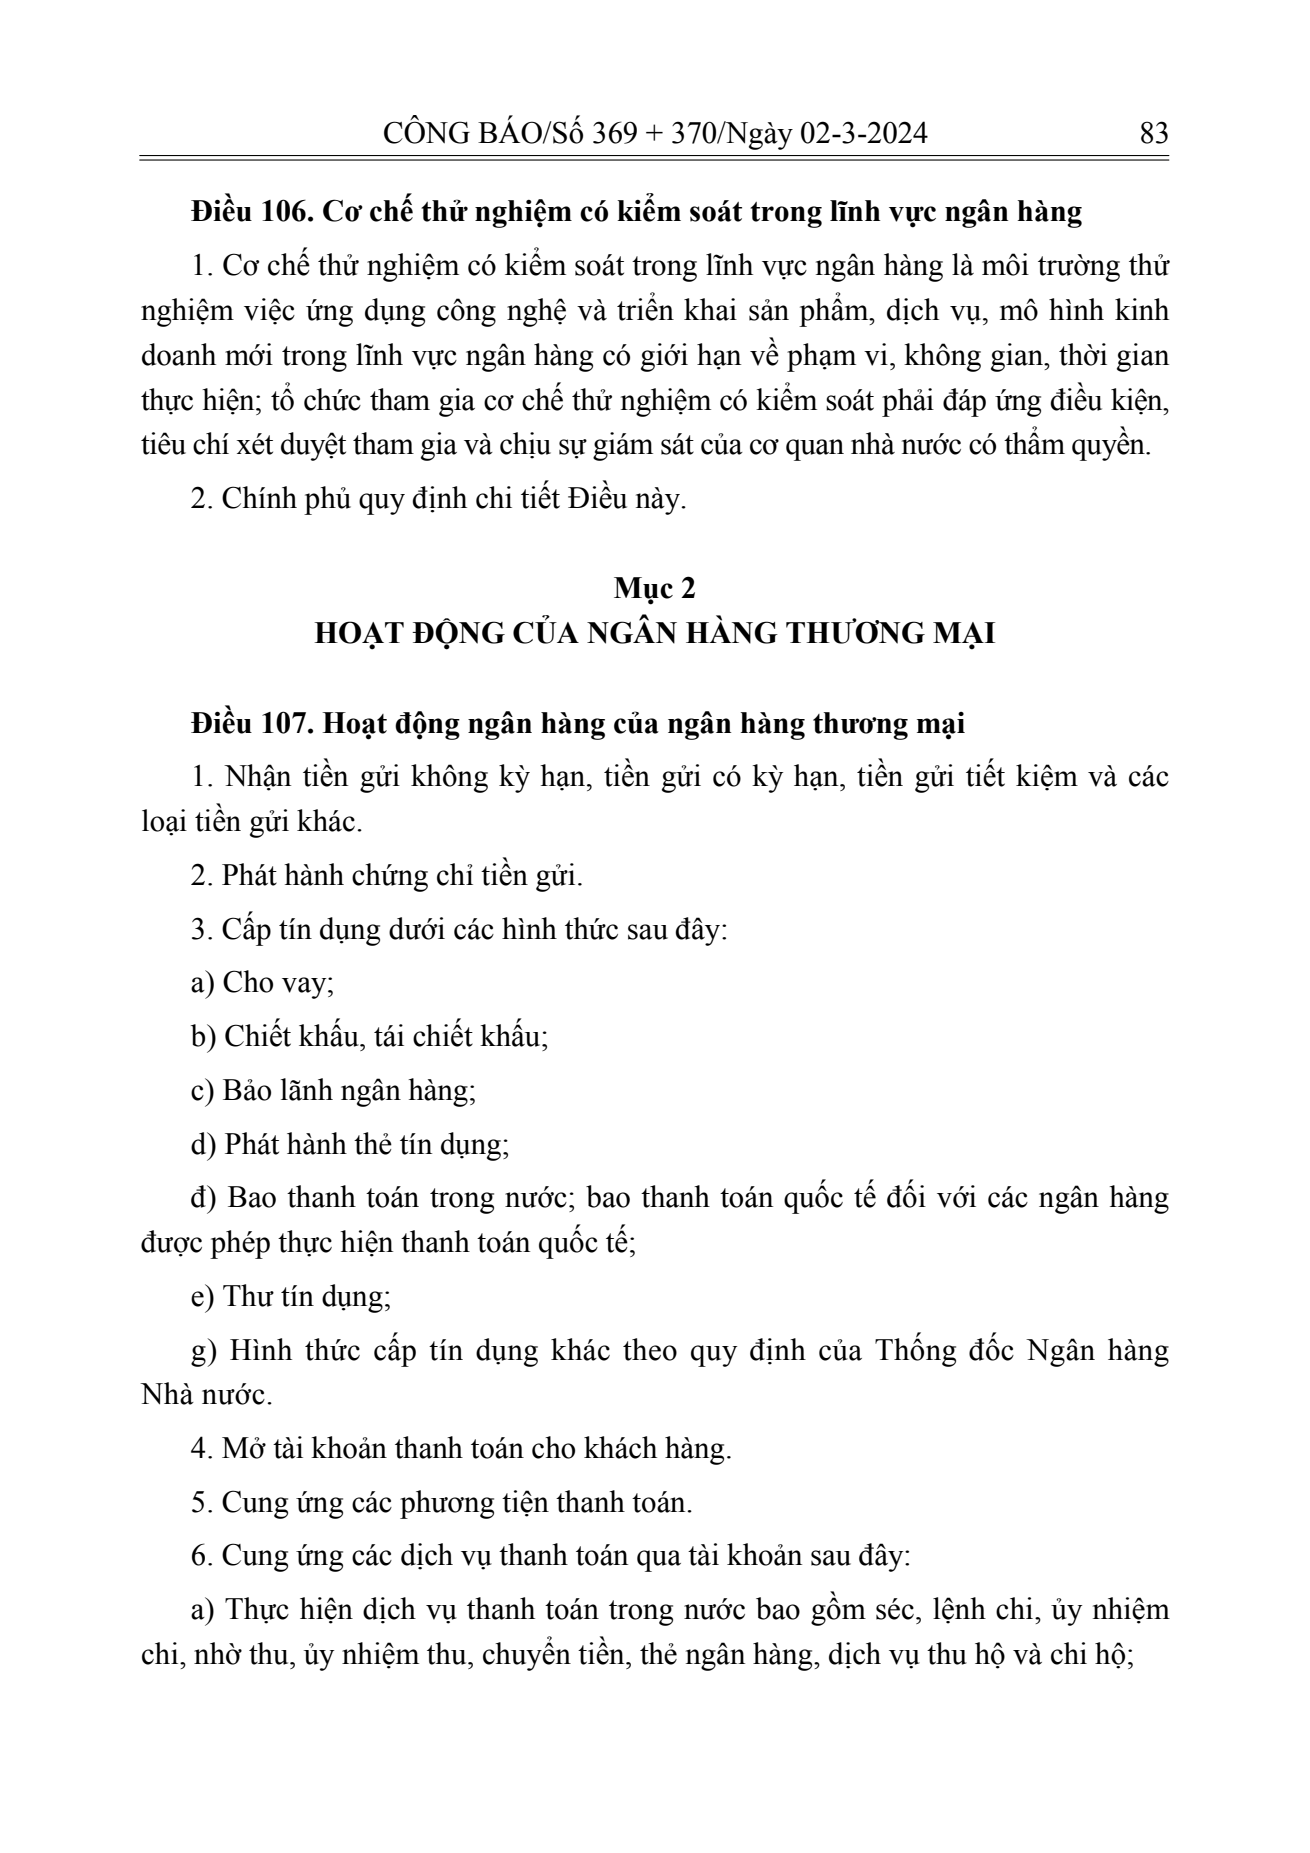 CÔNG BÁO/Số 369 + 370/Ngày 02-3-2024 83
Điều 106. Cơ chế thử nghiệm có kiểm soát trong lĩnh vực ngân hàng
1. Cơ chế thử nghiệm có kiểm soát trong lĩnh vực ngân hàng là môi trường thử
nghiệm việc ứng dụng công nghệ và triển khai sản phẩm, dịch vụ, mô hình kinh
doanh mới trong lĩnh vực ngân hàng có giới hạn về phạm vi, không gian, thời gian
thực hiện; tổ chức tham gia cơ chế thử nghiệm có kiểm soát phải đáp ứng điều kiện,
tiêu chí xét duyệt tham gia và chịu sự giám sát của cơ quan nhà nước có thẩm quyền.
2. Chính phủ quy định chi tiết Điều này.
Mục 2
HOẠT ĐỘNG CỦA NGÂN HÀNG THƯƠNG MẠI
Điều 107. Hoạt động ngân hàng của ngân hàng thương mại
1. Nhận tiền gửi không kỳ hạn, tiền gửi có kỳ hạn, tiền gửi tiết kiệm và các
loại tiền gửi khác.
2. Phát hành chứng chỉ tiền gửi.
3. Cấp tín dụng dưới các hình thức sau đây:
a) Cho vay;
b) Chiết khấu, tái chiết khấu;
c) Bảo lãnh ngân hàng;
d) Phát hành thẻ tín dụng;
đ) Bao thanh toán trong nước; bao thanh toán quốc tế đối với các ngân hàng
được phép thực hiện thanh toán quốc tế;
e) Thư tín dụng;
g) Hình thức cấp tín dụng khác theo quy định của Thống đốc Ngân hàng
Nhà nước.
4. Mở tài khoản thanh toán cho khách hàng.
5. Cung ứng các phương tiện thanh toán.
6. Cung ứng các dịch vụ thanh toán qua tài khoản sau đây:
a) Thực hiện dịch vụ thanh toán trong nước bao gồm séc, lệnh chi, ủy nhiệm
chi, nhờ thu, ủy nhiệm thu, chuyển tiền, thẻ ngân hàng, dịch vụ thu hộ và chi hộ;